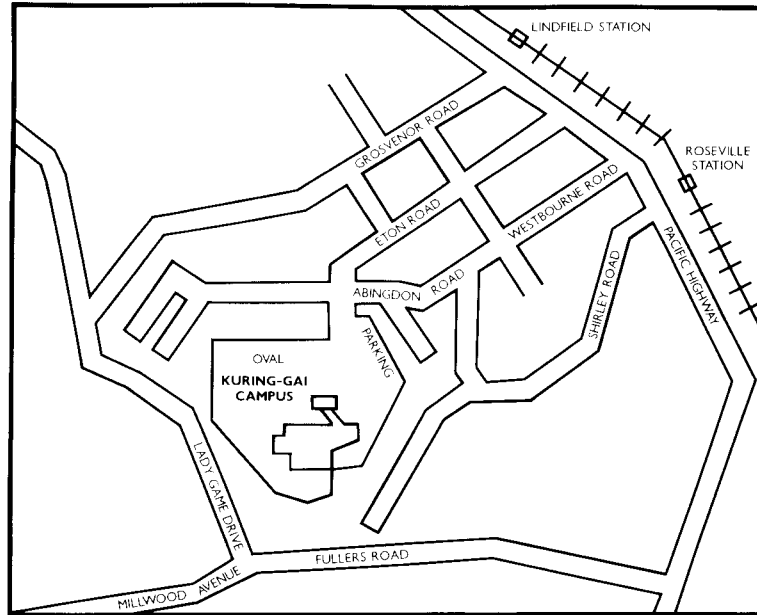 LINDFIELD STATION
ROSEVILLE
STATION
GROSVENOR ROAD
ETON ROAD
WESTBOURNE ROAD
PACIFIC HIGHWAY
ABINGDON ROAD
SHIRLEY ROAD
PARKING
OVAL
KURING-GAI
CAMPUS
LADY GAME DRIVE
FULLERS ROAD
MILLWOOD AVENUE